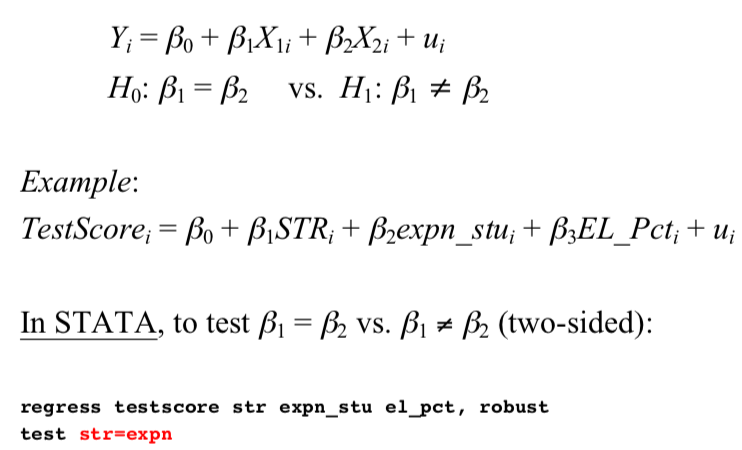 Yᵢ = β₀ + β₁X₁ᵢ + β₂X₂ᵢ + uᵢ
H₀: β₁ = β₂ vs. H₁: β₁ ≠ β₂
Example:
TestScoreᵢ = β₀ + β₁STRᵢ + β₂expn_stuᵢ + β₃EL_Pctᵢ + uᵢ
In STATA, to test β₁ = β₂ vs. β₁ ≠ β₂ (two-sided):
regress testscore str expn_stu el_pct, robust
test str=expn